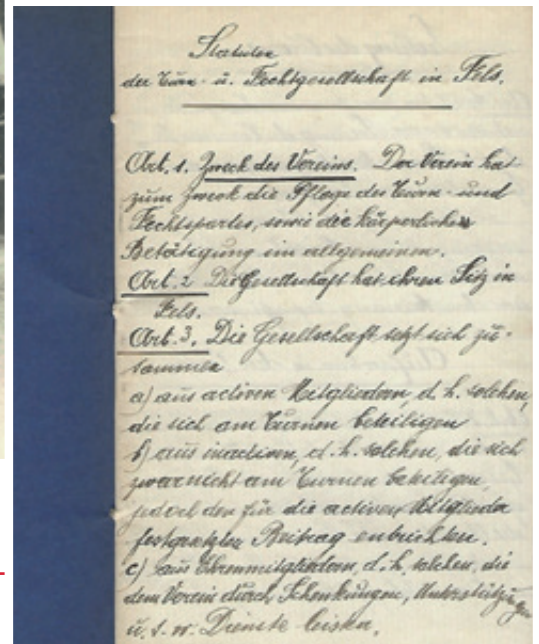 Statuten
der Turn- u. Fechtgesellschaft in Fels.
Art. 1. Zweck des Vereins. Der Verein hat
zum Zweck die Pflege des Turn- und
Fechtsportes, sowie der körperlichen
Betätigung im allgemeinen.
Art. 2 Die Gesellschaft hat ihren Sitz in
Fels.
Art. 3. Die Gesellschaft setzt sich zu-
sammen
a) aus activen Mitgliedern, d. h. solchen,
die sich am Turnen beteiligen
b) aus inactiven, d. h. solchen, die sich
zwar nicht am Turnen beteiligen,
jedoch den für die activen Mitglieder
festgesetzten Beitrag entrichten.
c) aus Ehrenmitgliedern, d. h. solchen, die
dem Verein durch Schenkungen, Unterstützungen
u. s. w. Dienste leisten.